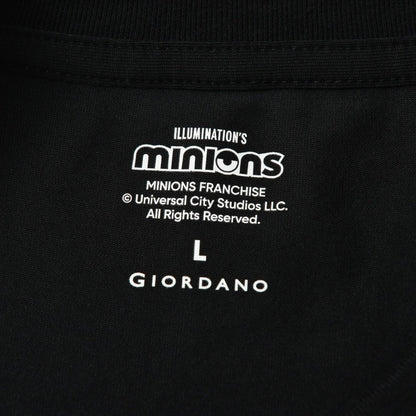 ILLUMINATION'S
minions
MINIONS FRANCHISE
© Universal City Studios LLC.
All Rights Reserved.
L
GIORDANO